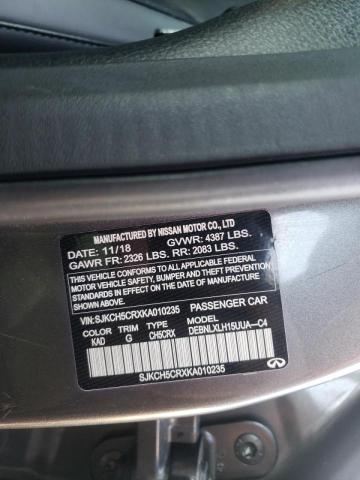 MANUFACTURED BY NISSAN MOTOR CO., LTD
DATE: 11/18 GVWR: 4387 LBS.
GAWR FR: 2326 LBS. RR: 2083 LBS.
THIS VEHICLE CONFORMS TO ALL APPLICABLE
FEDERAL MOTOR VEHICLE SAFETY, BUMPER
AND THEFT PREVENTION STANDARDS IN
EFFECT ON THE DATE OF MANUFACTURE
SHOWN ABOVE.
VIN:SJKCH5CRXKA010235 PASSENGER CAR
COLOR TRIM CODE MODEL
KAD G CH5CRX DEBNLXLH15UUA--C4
SJKCH5CRXKA010235